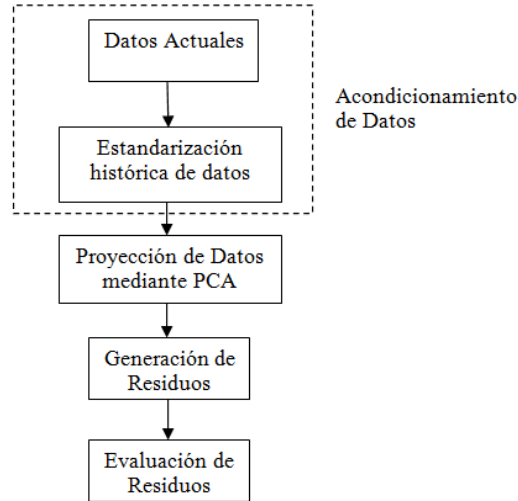 Datos Actuales
Acondicionamiento
de Datos
Estandarización
histórica de datos
Proyección de Datos
mediante PCA
Generación de
Residuos
Evaluación de
Residuos